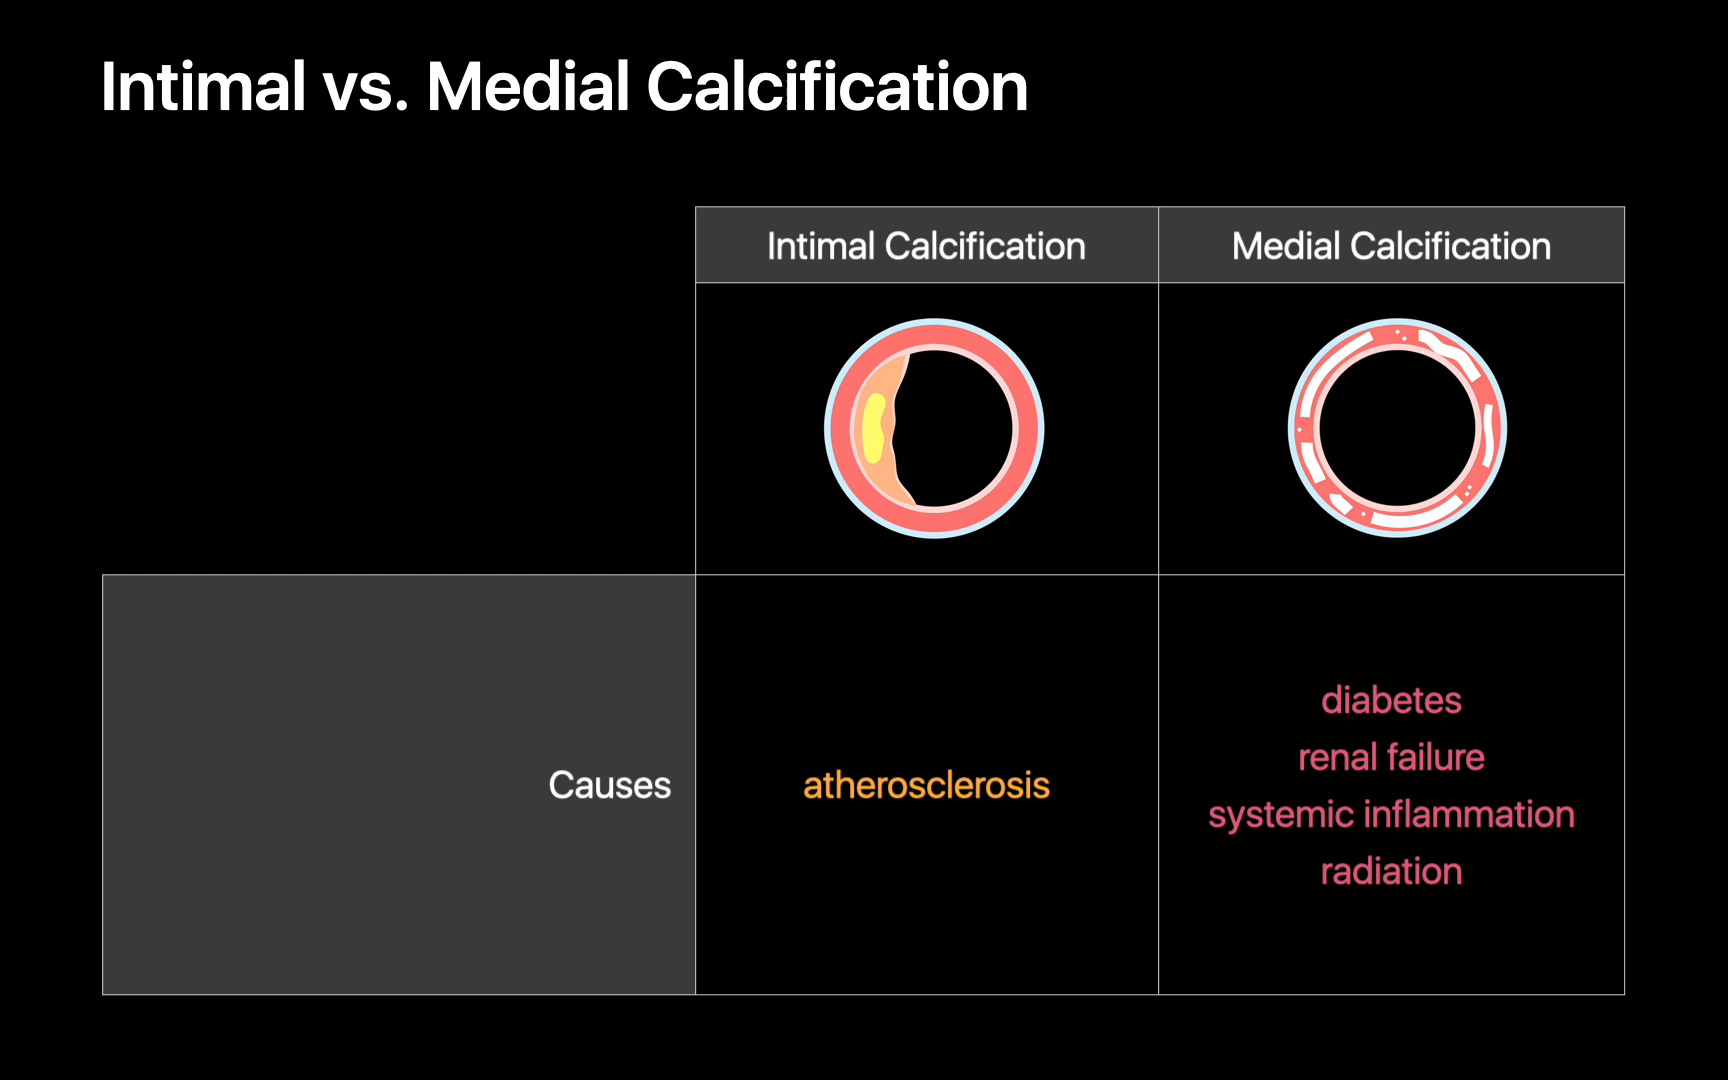 Intimal vs. Medial Calcification
Intimal Calcification
Medial Calcification
Causes
atherosclerosis
diabetes
renal failure
systemic inflammation
radiation